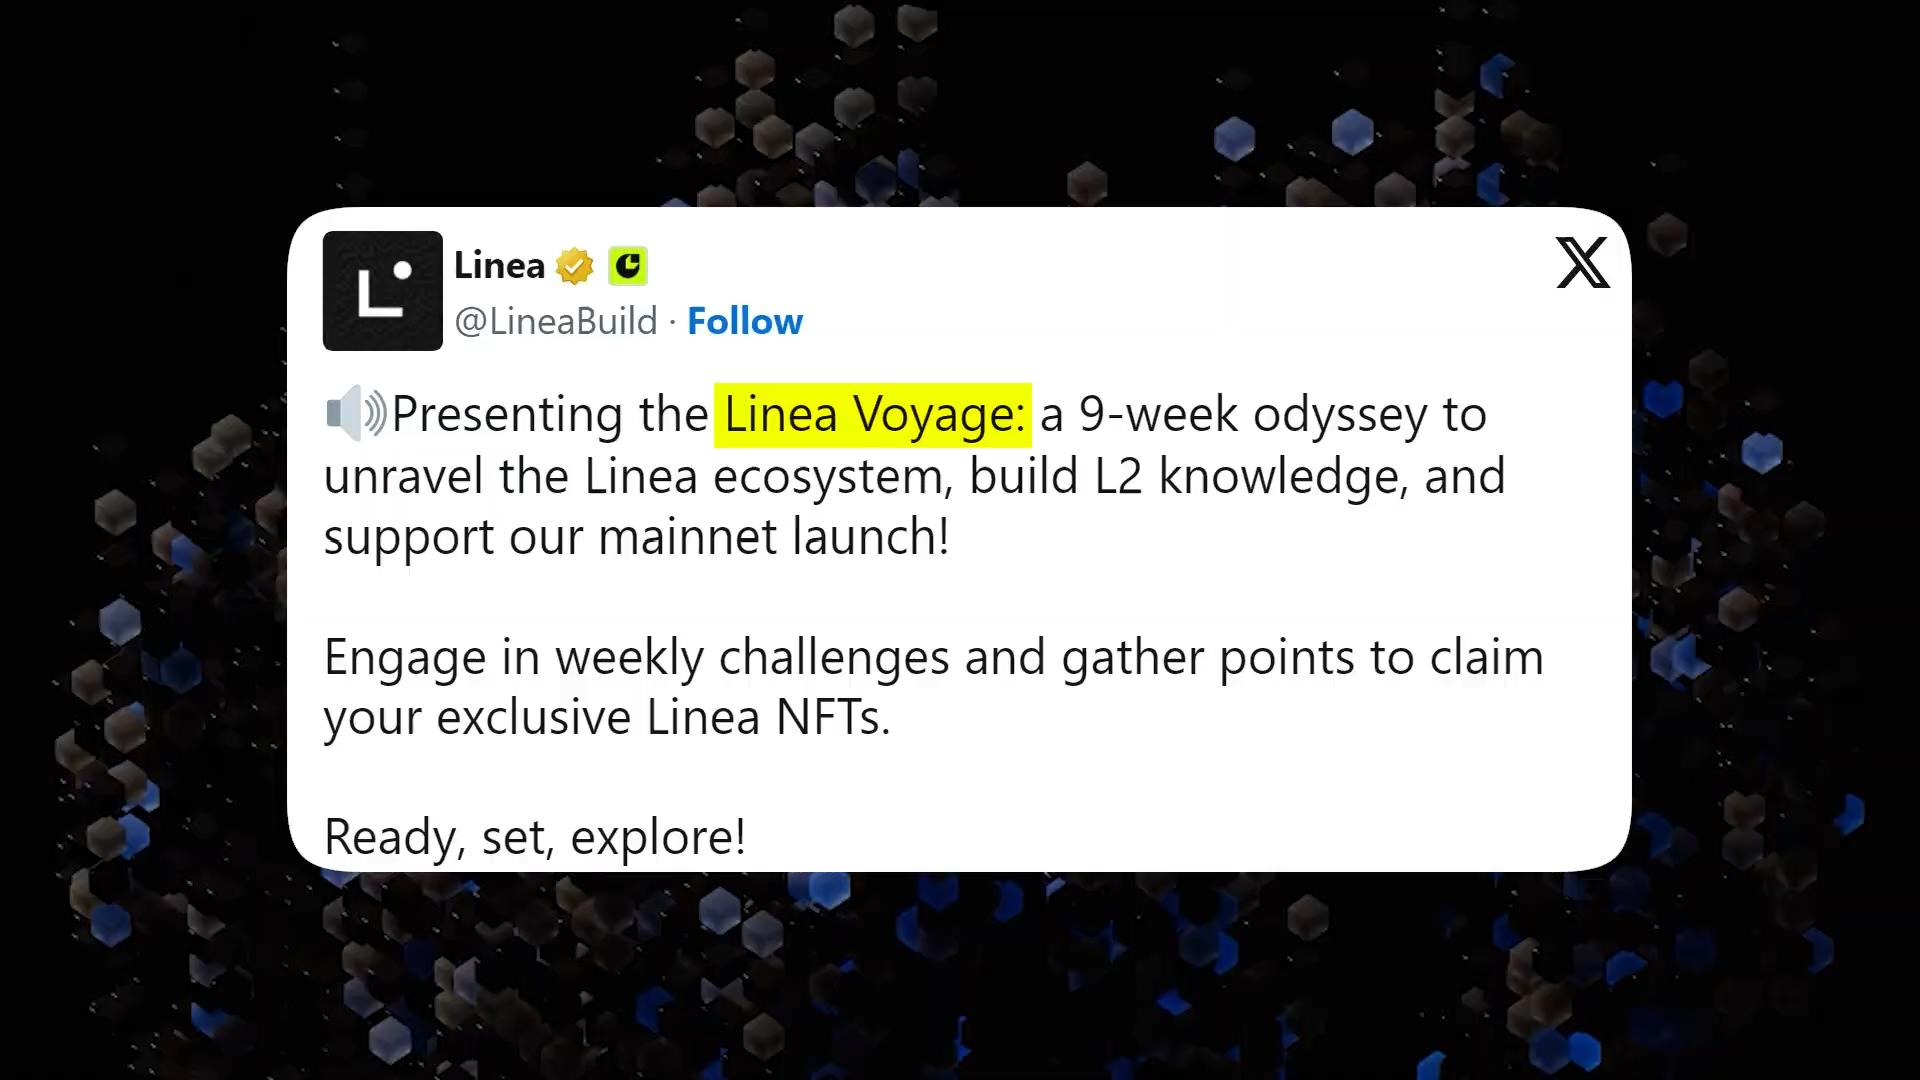 Linea
@LineaBuild · Follow
🔊Presenting the Linea Voyage: a 9-week odyssey to
unravel the Linea ecosystem, build L2 knowledge, and
support our mainnet launch!
Engage in weekly challenges and gather points to claim
your exclusive Linea NFTs.
Ready, set, explore!